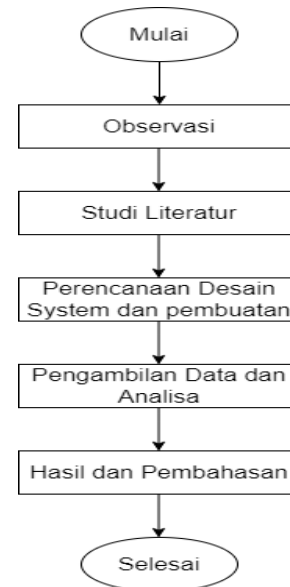 Mulai
Observasi
Studi Literatur
Perencanaan Desain
System dan pembuatan
Pengambilan Data dan
Analisa
Hasil dan Pembahasan
Selesai